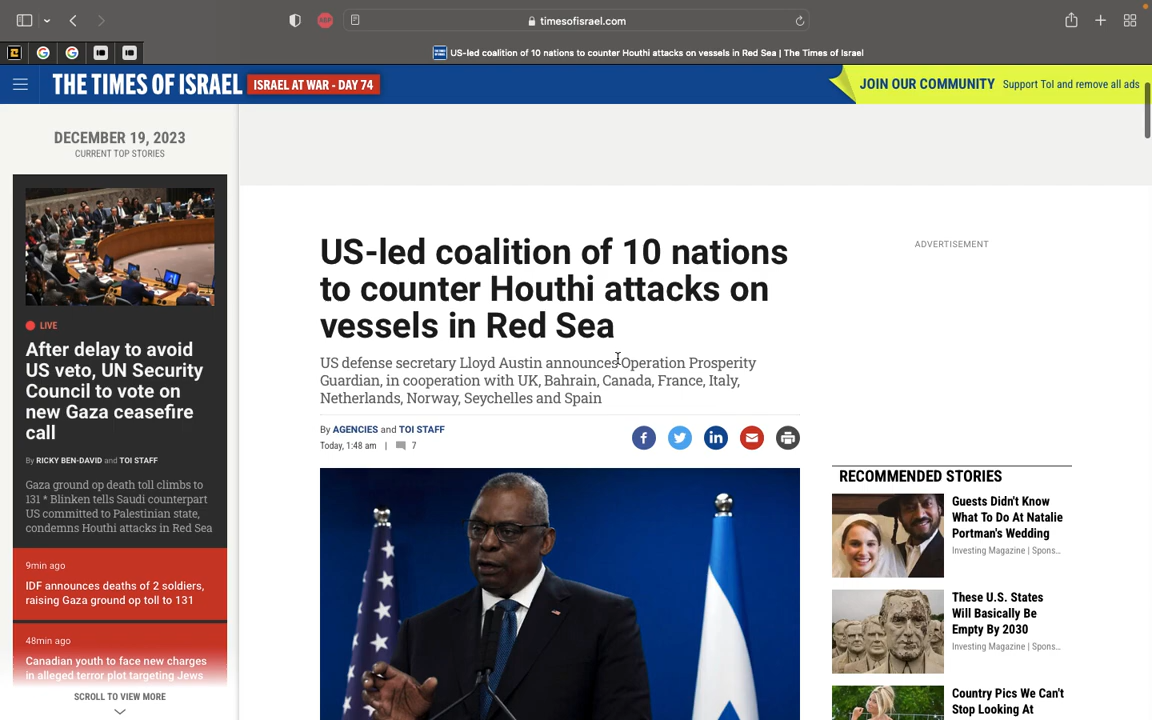 timesofisrael.com
US-led coalition of 10 nations to counter Houthi attacks on vessels in Red Sea | The Times of Israel
THE TIMES OF ISRAEL
ISRAEL AT WAR - DAY 74
JOIN OUR COMMUNITY Support ToI and remove all ads
DECEMBER 19, 2023
CURRENT TOP STORIES
LIVE
After delay to avoid
US veto, UN Security
Council to vote on
new Gaza ceasefire
call
By RICKY BEN-DAVID and TOI STAFF
Gaza ground op death toll climbs to
131 * Blinken tells Saudi counterpart
US committed to Palestinian state,
condemns Houthi attacks in Red Sea
9min ago
IDF announces deaths of 2 soldiers,
raising Gaza ground op toll to 131
48min ago
Canadian youth to face new charges
in alleged terror plot targeting Jews
SCROLL TO VIEW MORE
US-led coalition of 10 nations
to counter Houthi attacks on
vessels in Red Sea
US defense secretary Lloyd Austin announces Operation Prosperity
Guardian, in cooperation with UK, Bahrain, Canada, France, Italy,
Netherlands, Norway, Seychelles and Spain
By AGENCIES and TOI STAFF
Today, 1:48 am | 7
ADVERTISEMENT
RECOMMENDED STORIES
Guests Didn't Know
What To Do At Natalie
Portman's Wedding
Investing Magazine | Spons...
These U.S. States
Will Basically Be
Empty By 2030
Investing Magazine | Spons...
Country Pics We Can't
Stop Looking At